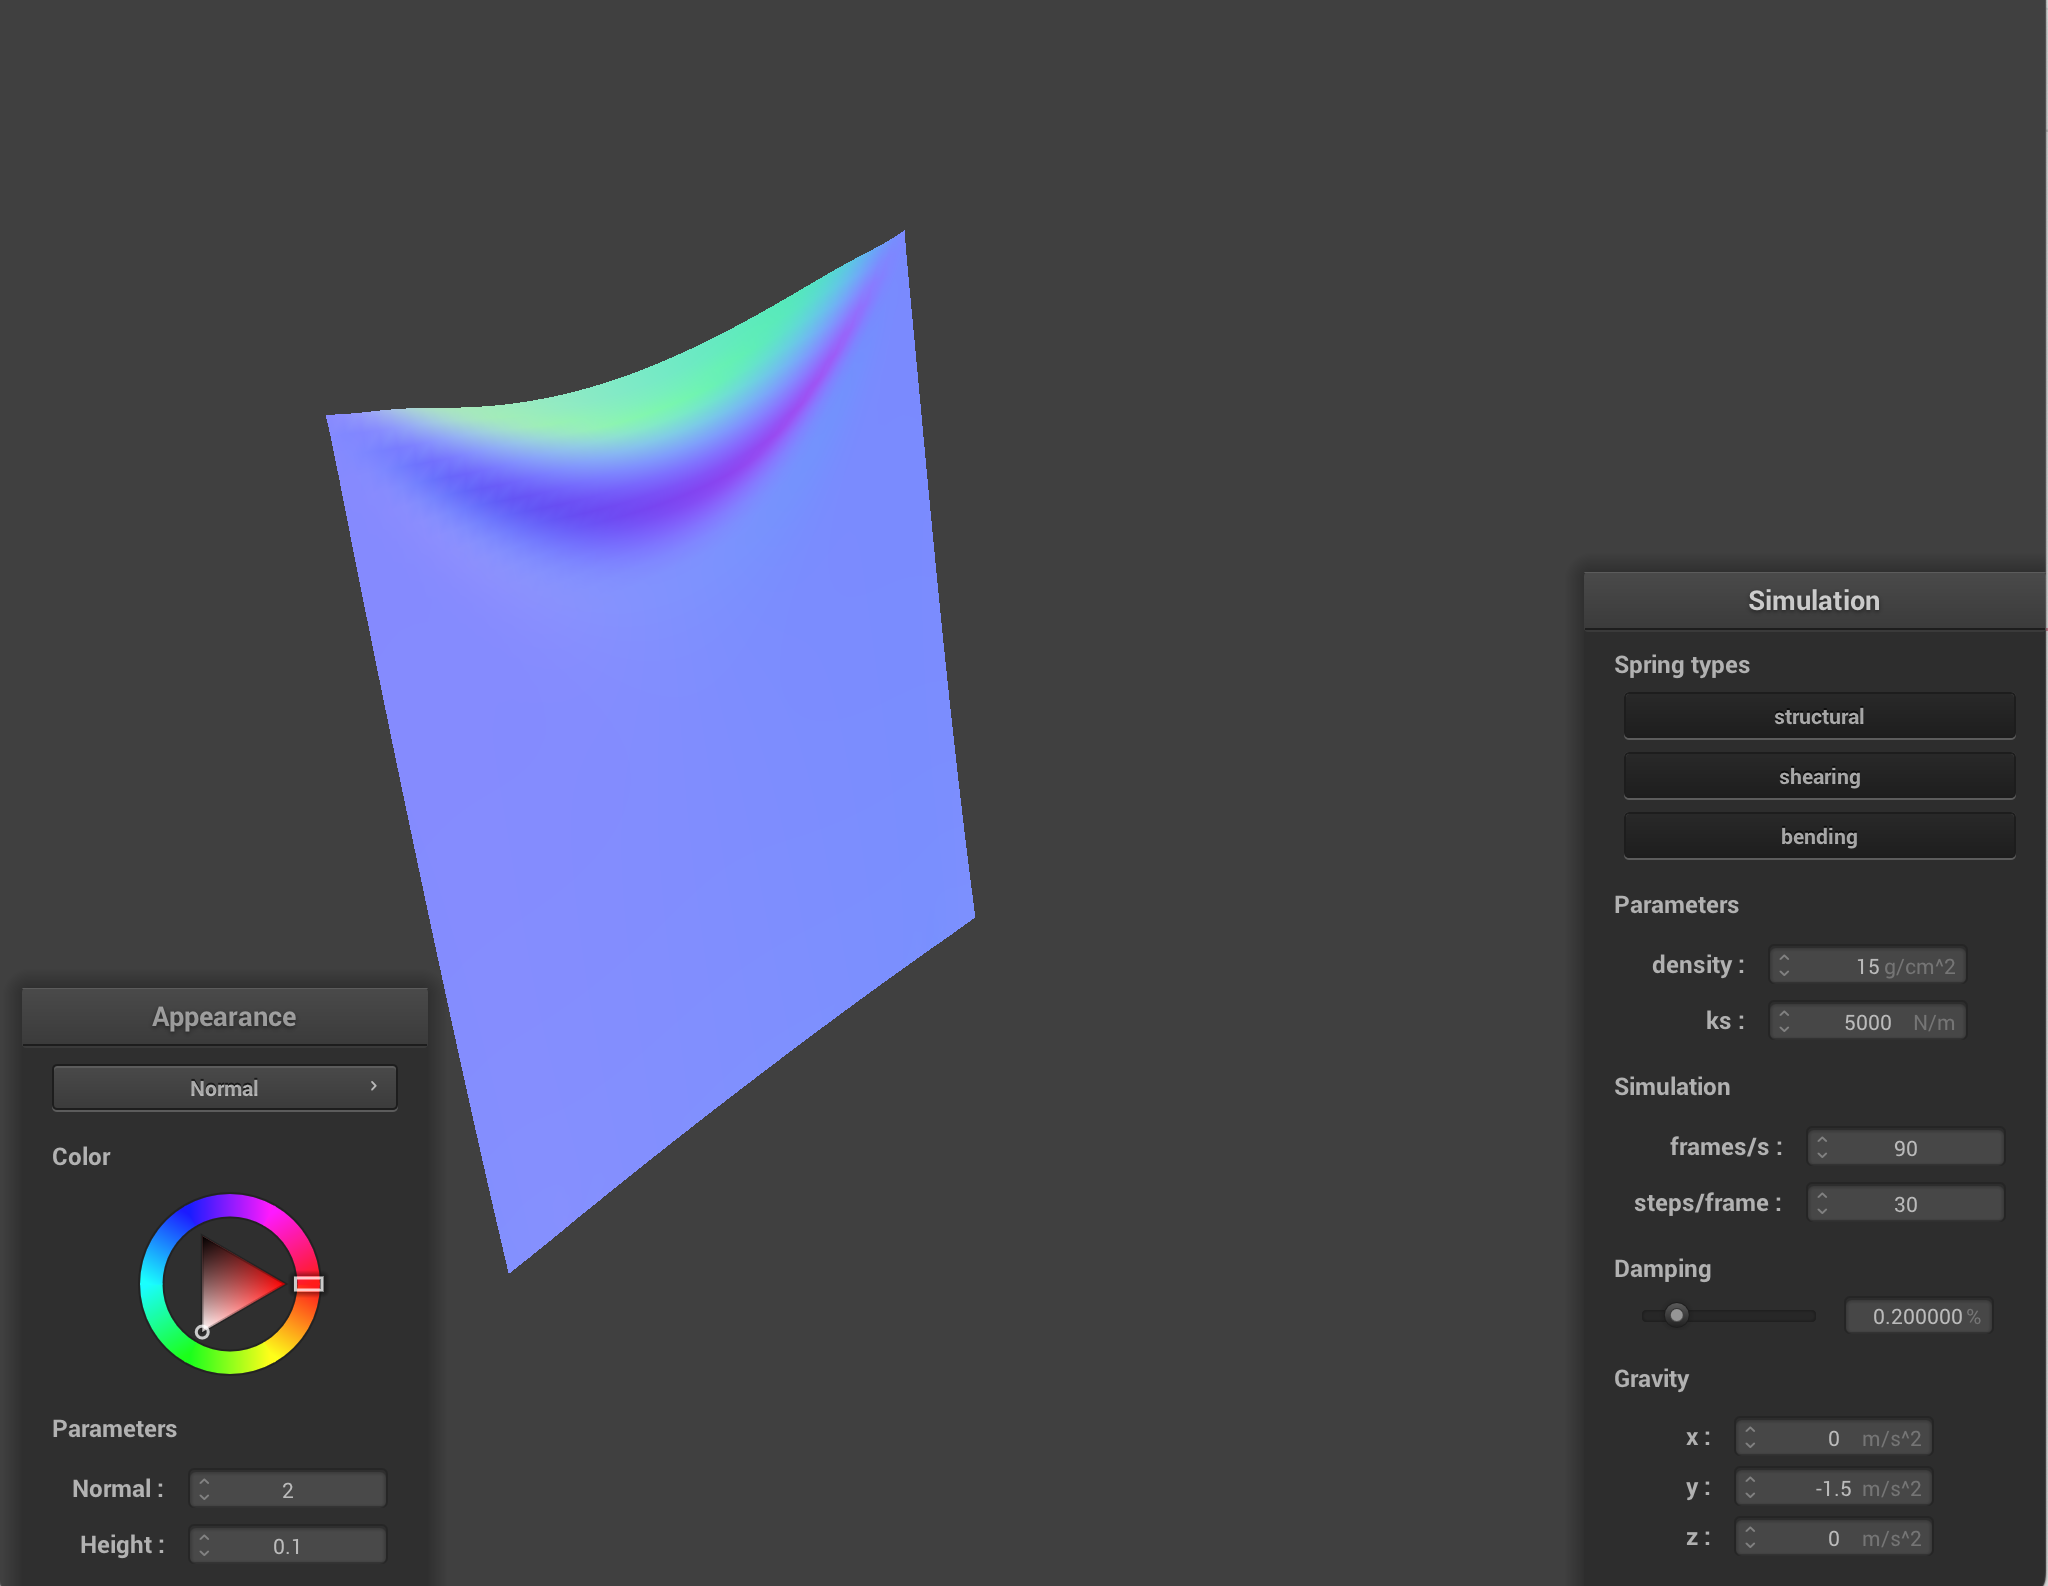 Appearance
Normal
Color
Parameters
Normal : 2
Height : 0.1
Simulation
Spring types
structural
shearing
bending
Parameters
density : 15 g/cm^2
ks : 5000 N/m
Simulation
frames/s : 90
steps/frame : 30
Damping
0.200000 %
Gravity
x : 0 m/s^2
y : -1.5 m/s^2
z : 0 m/s^2